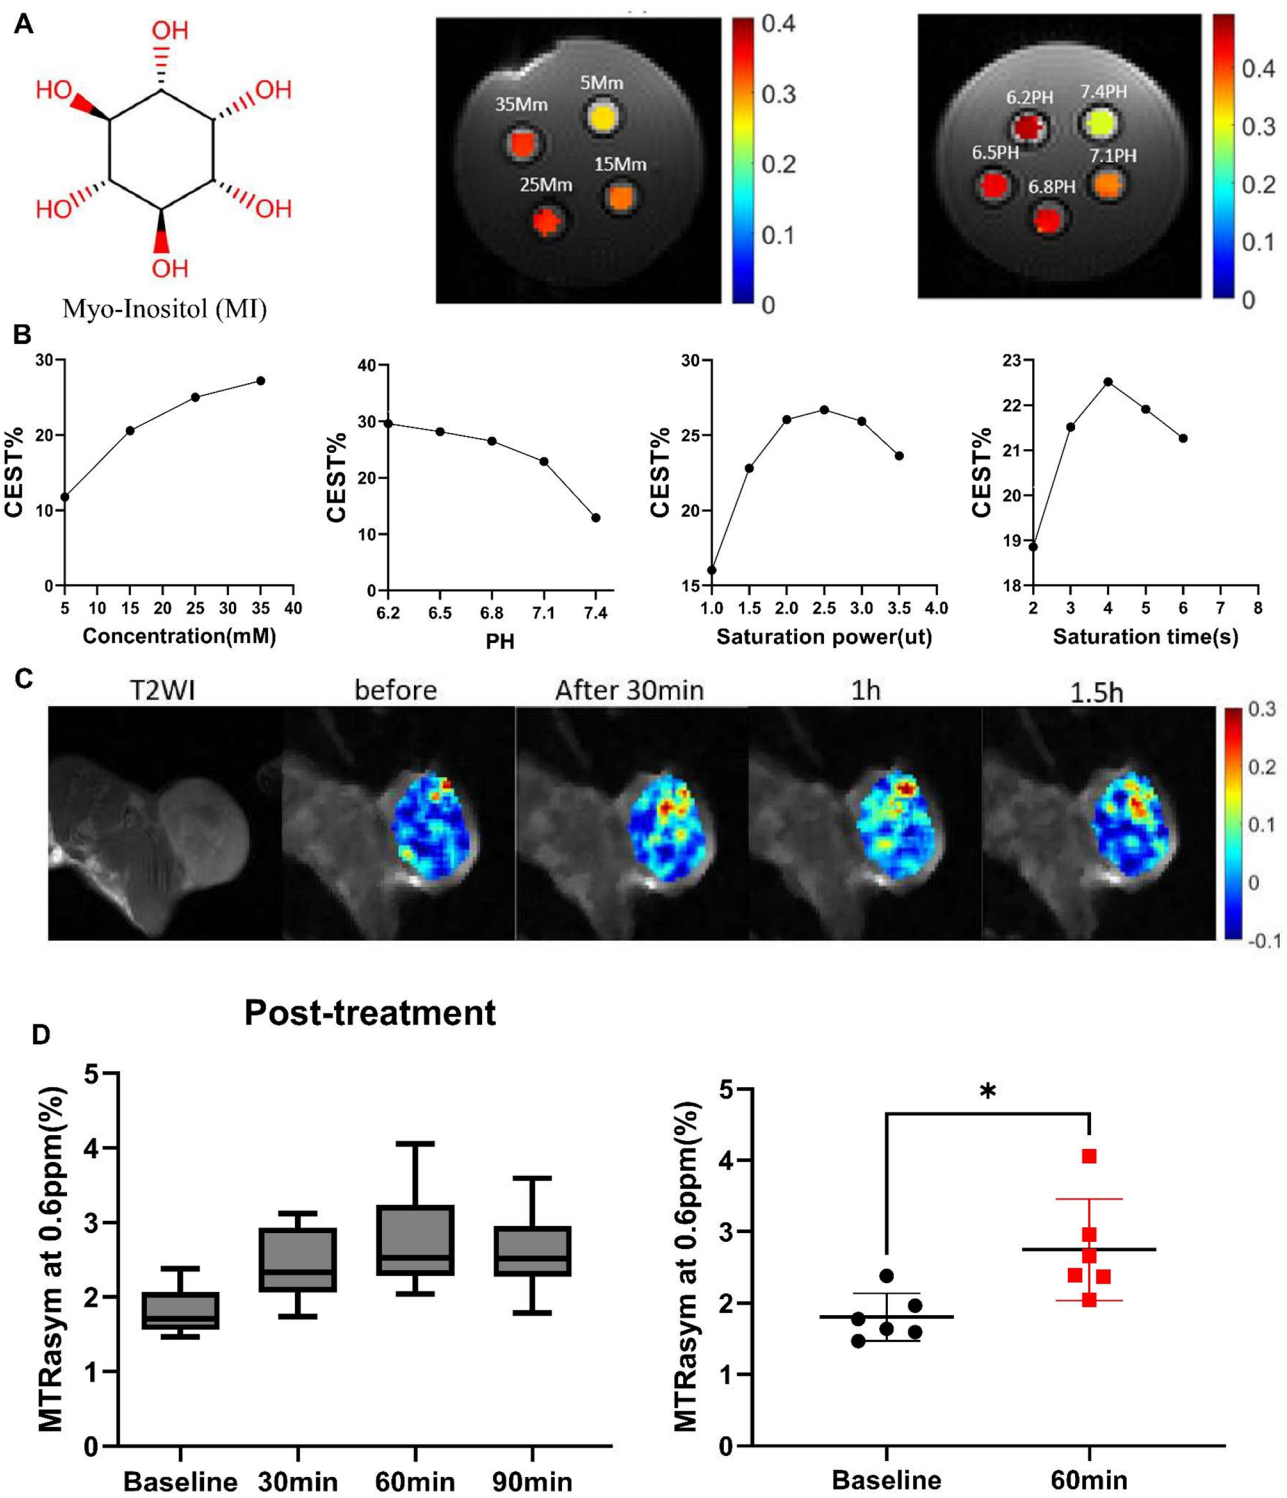 A
OH
HO
OH
HO
OH
OH
Myo-Inositol (MI)
35Mm
5Mm
15Mm
25Mm
0.4
0.3
0.2
0.1
0
6.2PH
7.4PH
6.5PH
7.1PH
6.8PH
0.4
0.3
0.2
0.1
0
B
CEST%
30
20
10
0
5 10 15 20 25 30 35 40
Concentration(mM)
CEST%
40
30
20
10
0
6.2 6.5 6.8 7.1 7.4
PH
CEST%
30
25
20
15
1.0 1.5 2.0 2.5 3.0 3.5 4.0
Saturation power(ut)
CEST%
23
22
21
20
19
18
2 3 4 5 6 7 8
Saturation time(s)
C
T2WI before After 30min 1h 1.5h
0.3
0.2
0.1
0
-0.1
Post-treatment
D
MTRasym at 0.6ppm(%)
5
4
3
2
1
0
Baseline 30min 60min 90min
MTRasym at 0.6ppm(%)
5
4
3
2
1
0
*
Baseline 60min